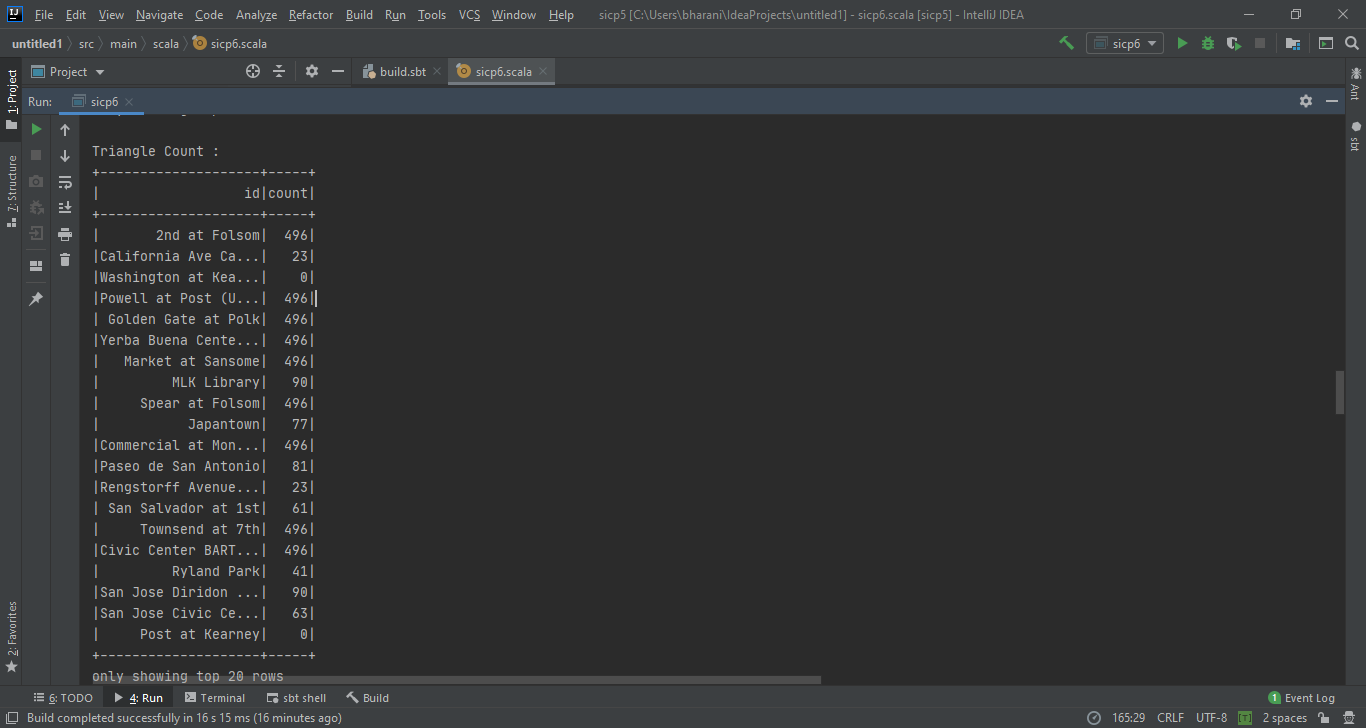 File Edit View Navigate Code Analyze Refactor Build Run Tools VCS Window Help sicp5 [C:\Users\bharani\IdeaProjects\untitled1] - sicp6.scala [sicp5] - IntelliJ IDEA
untitled1 src main scala sicp6.scala sicp6
Project build.sbt sicp6.scala
Run: sicp6
1: Project
7: Structure
2: Favorites
Ant
sbt
Triangle Count :
+--------------------+-----+
|                  id|count|
+--------------------+-----+
|       2nd at Folsom|  496|
|California Ave Ca...|   23|
|Washington at Kea...|    0|
|Powell at Post (U...|  496|
| Golden Gate at Polk|  496|
|Yerba Buena Cente...|  496|
|   Market at Sansome|  496|
|         MLK Library|   90|
|     Spear at Folsom|  496|
|           Japantown|   77|
|Commercial at Mon...|  496|
|Paseo de San Antonio|   81|
|Rengstorff Avenue...|   23|
| San Salvador at 1st|   61|
|     Townsend at 7th|  496|
|Civic Center BART...|  496|
|         Ryland Park|   41|
|San Jose Diridon ...|   90|
|San Jose Civic Ce...|   63|
|     Post at Kearney|    0|
+--------------------+-----+
only showing top 20 rows
6: TODO 4: Run Terminal sbt shell Build 1 Event Log
Build completed successfully in 16 s 15 ms (16 minutes ago) 165:29 CRLF UTF-8 2 spaces